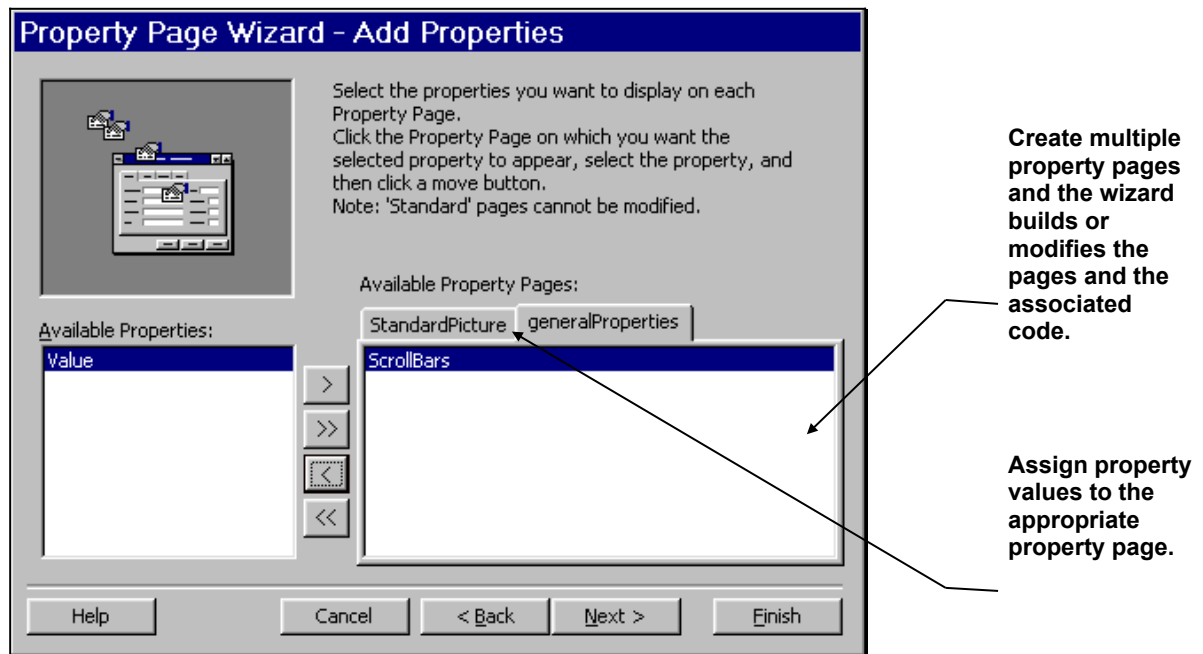 Property Page Wizard - Add Properties
Select the properties you want to display on each
Property Page.
Click the Property Page on which you want the
selected property to appear, select the property, and
then click a move button.
Note: 'Standard' pages cannot be modified.
Available Property Pages:
Available Properties:
StandardPicture
generalProperties
Value
ScrollBars
>
>>
<
<<
Help
Cancel
< Back
Next >
Finish
Create multiple
property pages
and the wizard
builds or
modifies the
pages and the
associated
code.
Assign property
values to the
appropriate
property page.